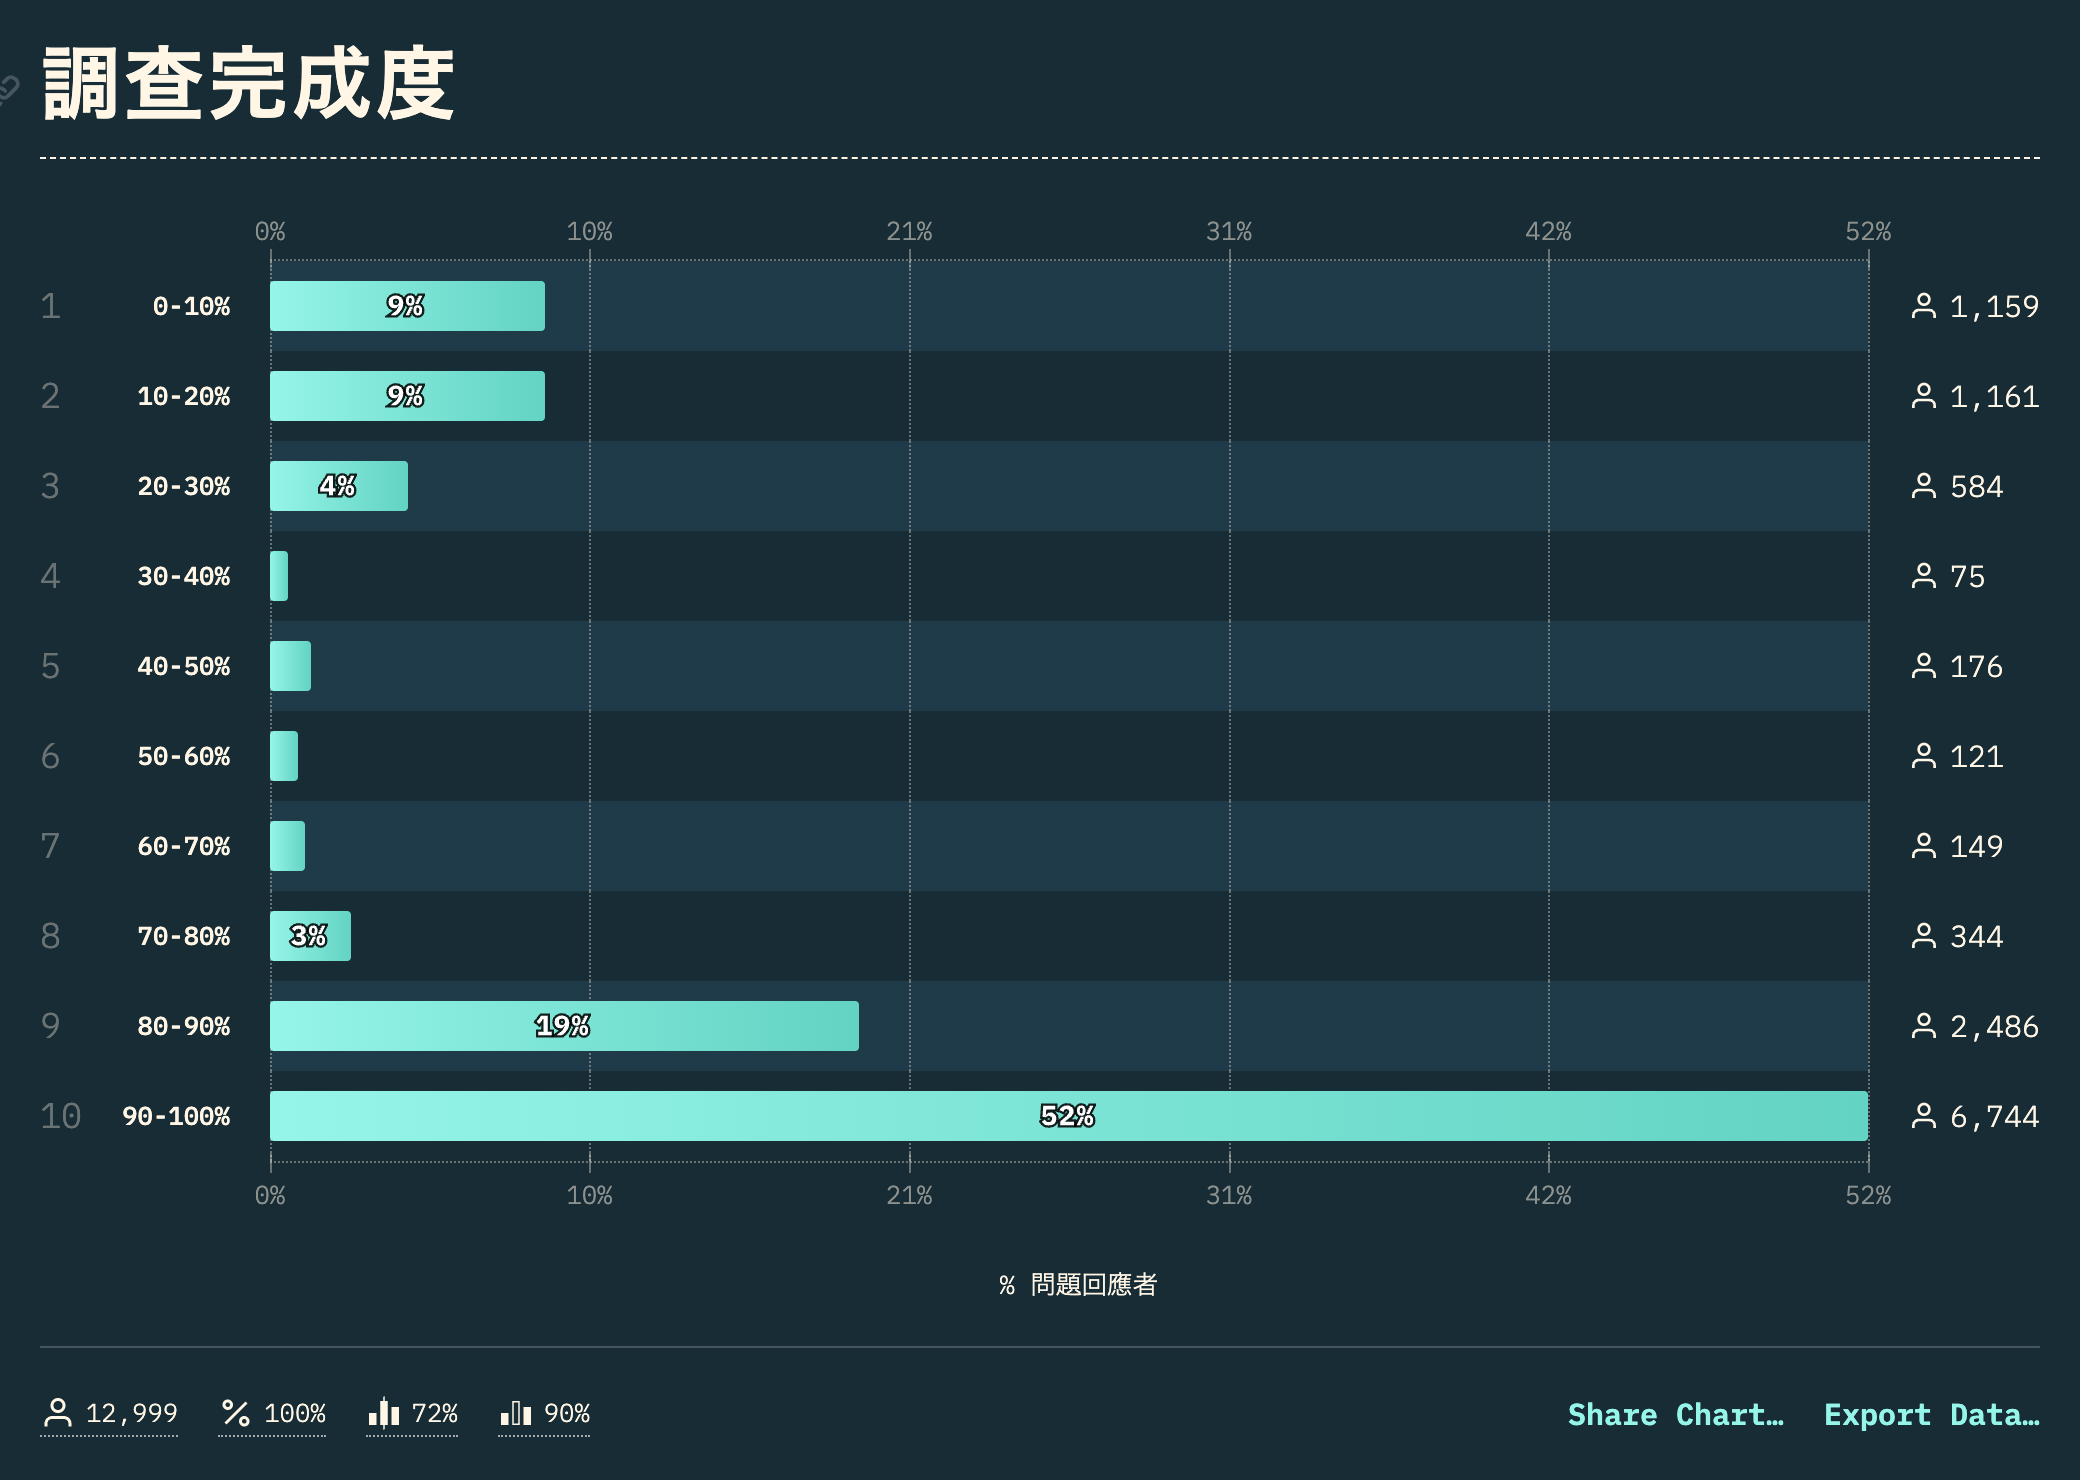 調查完成度
0% 10% 21% 31% 42% 52%
1 0-10% 9% 1,159
2 10-20% 9% 1,161
3 20-30% 4% 584
4 30-40% 75
5 40-50% 176
6 50-60% 121
7 60-70% 149
8 70-80% 3% 344
9 80-90% 19% 2,486
10 90-100% 52% 6,744
0% 10% 21% 31% 42% 52%
% 問題回應者
12,999 100% 72% 90% Share Chart… Export Data…